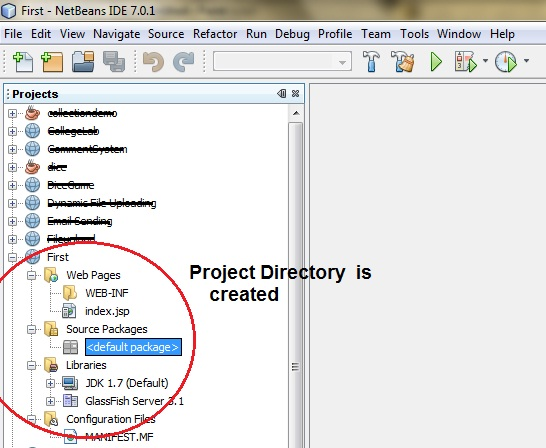 First - NetBeans IDE 7.0.1
File Edit View Navigate Source Refactor Run Debug Profile Team Tools Window Help
Projects
collectiondemo
CollegeLab
CommentSystem
dice
DiceGame
Dynamic File Uploading
Email Sending
Fileupload
First
Web Pages
WEB-INF
index.jsp
Source Packages
<default package>
Libraries
JDK 1.7 (Default)
GlassFish Server 3.1
Configuration Files
MANIFEST.MF
Project Directory is
created